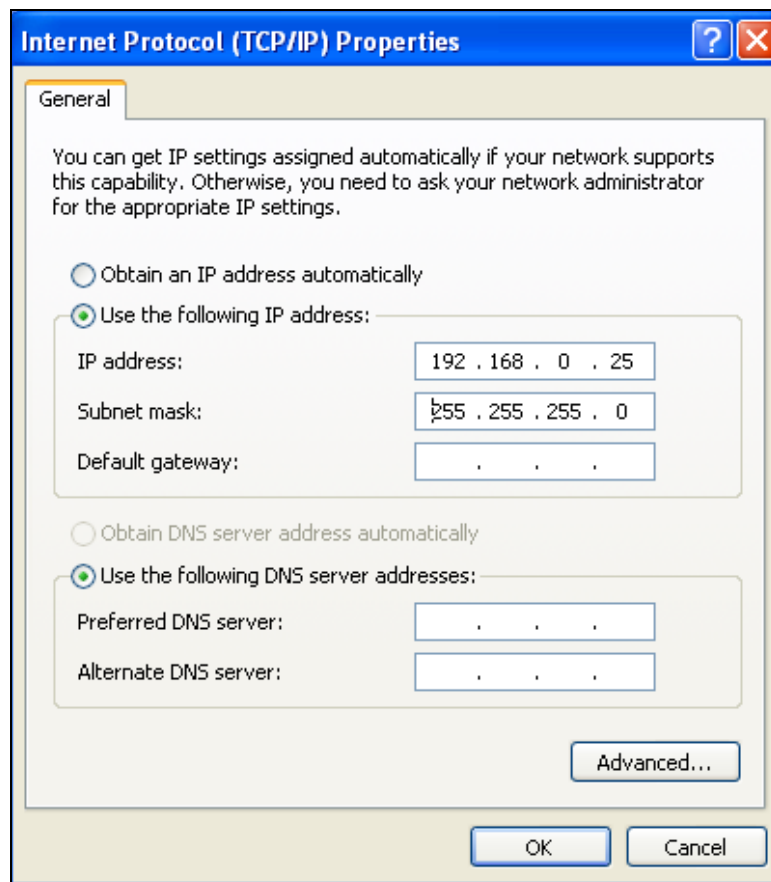 Internet Protocol (TCP/IP) Properties
General
You can get IP settings assigned automatically if your network supports
this capability. Otherwise, you need to ask your network administrator
for the appropriate IP settings.
Obtain an IP address automatically
Use the following IP address:
IP address: 192 . 168 . 0 . 25
Subnet mask: 255 . 255 . 255 . 0
Default gateway: . . .
Obtain DNS server address automatically
Use the following DNS server addresses:
Preferred DNS server: . . .
Alternate DNS server: . . .
Advanced...
OK Cancel